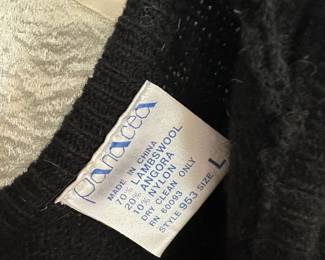 panacea
MADE IN CHINA
70% LAMBSWOOL
20% ANGORA
10% NYLON
DRY CLEAN ONLY
RN 60093
STYLE 953 SIZE L